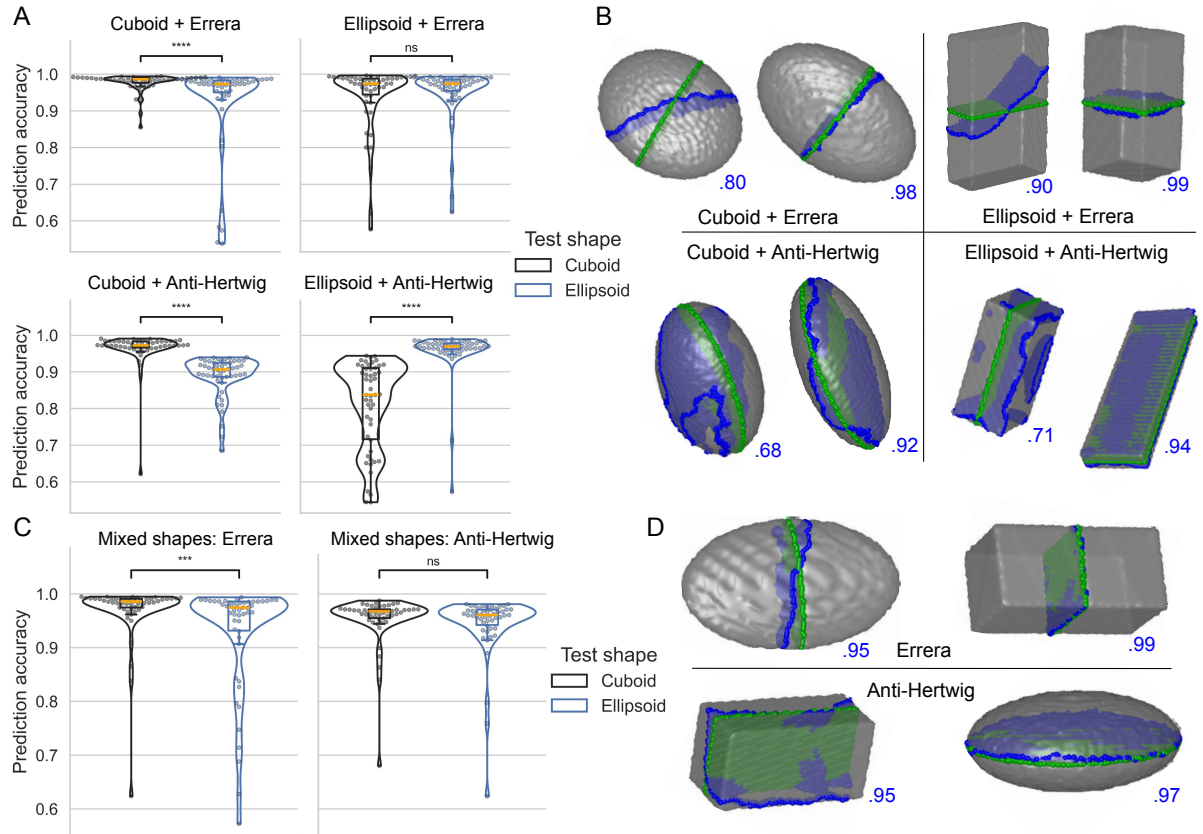 A
Cuboid + Errera
Ellipsoid + Errera
****
ns
Prediction accuracy
1.0
0.9
0.8
0.7
0.6
Test shape
Cuboid
Ellipsoid
Cuboid + Anti-Hertwig
Ellipsoid + Anti-Hertwig
****
****
Prediction accuracy
1.0
0.9
0.8
0.7
0.6
B
.80
.98
.90
.99
Cuboid + Errera
Ellipsoid + Errera
Cuboid + Anti-Hertwig
Ellipsoid + Anti-Hertwig
.68
.92
.71
.94
C
Mixed shapes: Errera
Mixed shapes: Anti-Hertwig
***
ns
Prediction accuracy
1.0
0.9
0.8
0.7
0.6
Test shape
Cuboid
Ellipsoid
D
.95
Errera
.99
Anti-Hertwig
.95
.97